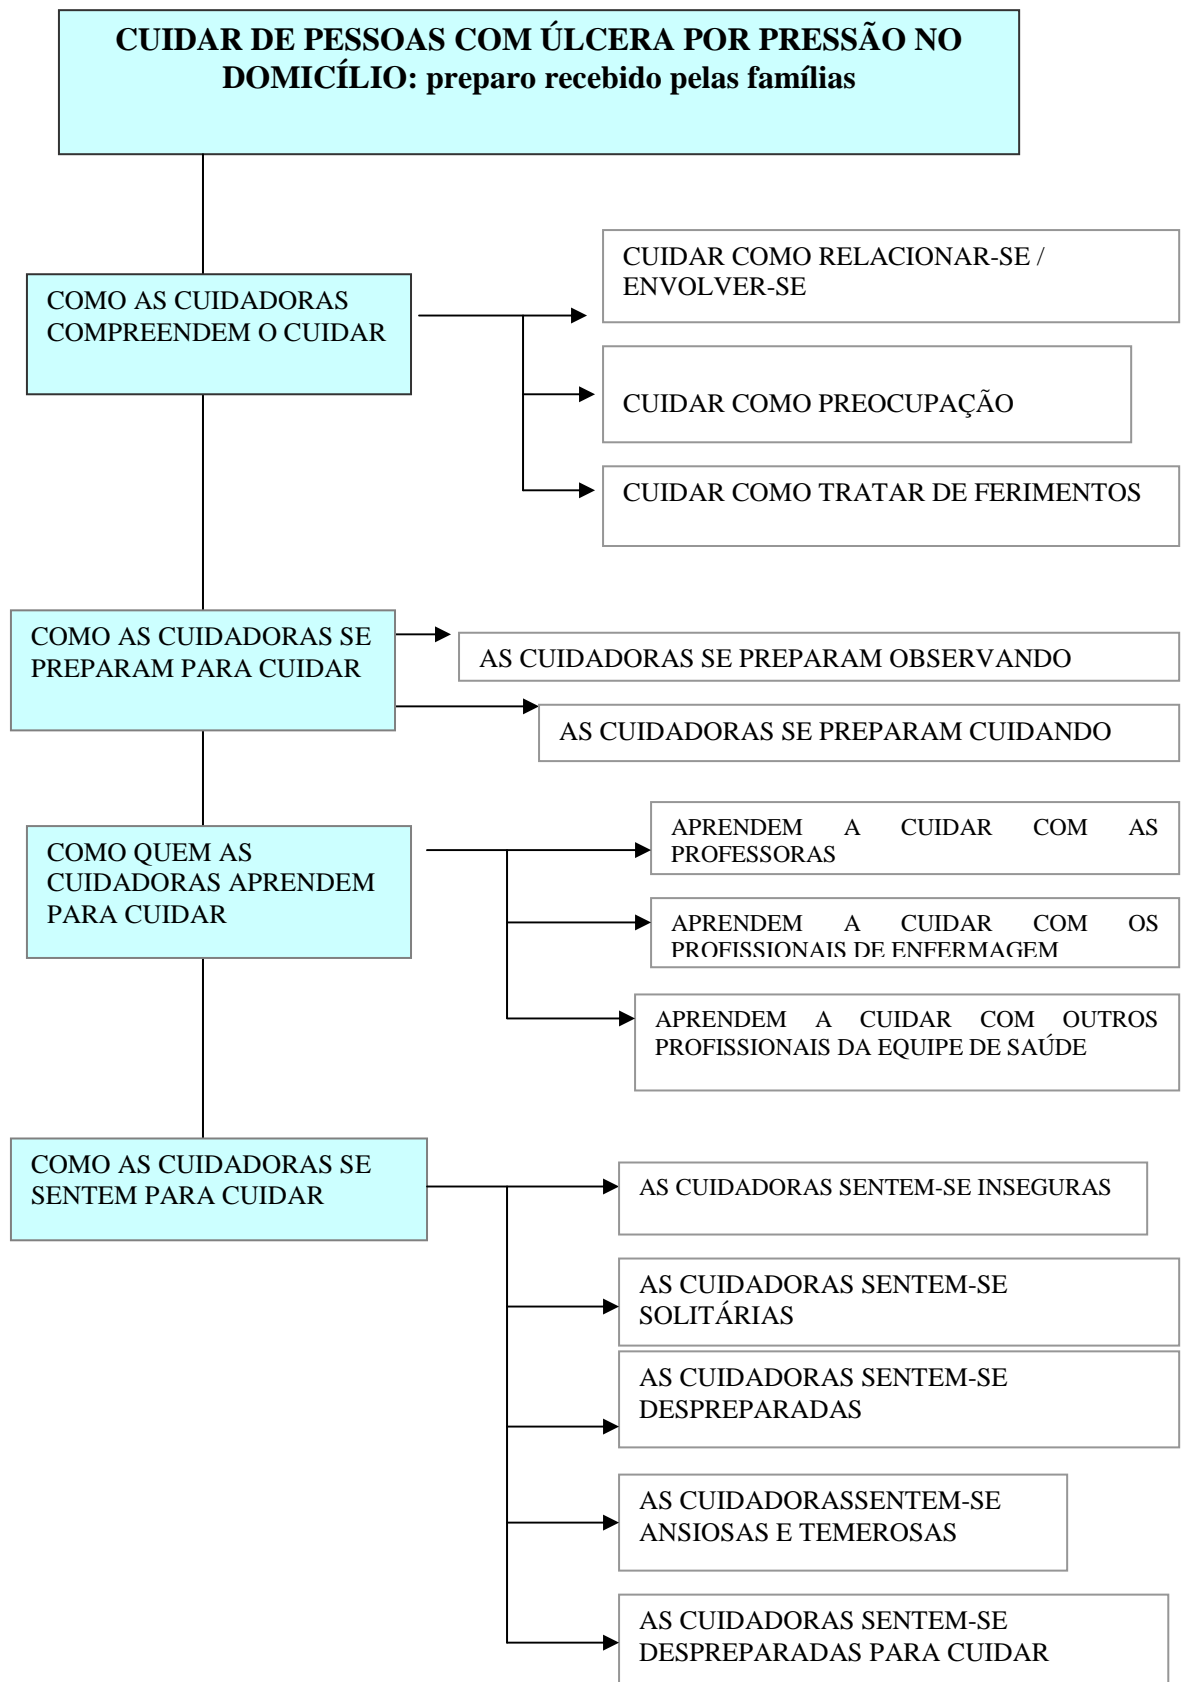 CUIDAR DE PESSOAS COM ÚLCERA POR PRESSÃO NO
DOMICÍLIO: preparo recebido pelas famílias
COMO AS CUIDADORAS
COMPREENDEM O CUIDAR
CUIDAR COMO RELACIONAR-SE /
ENVOLVER-SE
CUIDAR COMO PREOCUPAÇÃO
CUIDAR COMO TRATAR DE FERIMENTOS
COMO AS CUIDADORAS SE
PREPARAM PARA CUIDAR
AS CUIDADORAS SE PREPARAM OBSERVANDO
AS CUIDADORAS SE PREPARAM CUIDANDO
COMO QUEM AS
CUIDADORAS APRENDEM
PARA CUIDAR
APRENDEM A CUIDAR COM AS
PROFESSORAS
APRENDEM A CUIDAR COM OS
PROFISSIONAIS DE ENFERMAGEM
APRENDEM A CUIDAR COM OUTROS
PROFISSIONAIS DA EQUIPE DE SAÚDE
COMO AS CUIDADORAS SE
SENTEM PARA CUIDAR
AS CUIDADORAS SENTEM-SE INSEGURAS
AS CUIDADORAS SENTEM-SE
SOLITÁRIAS
AS CUIDADORAS SENTEM-SE
DESPREPARADAS
AS CUIDADORASSENTEM-SE
ANSIOSAS E TEMEROSAS
AS CUIDADORAS SENTEM-SE
DESPREPARADAS PARA CUIDAR